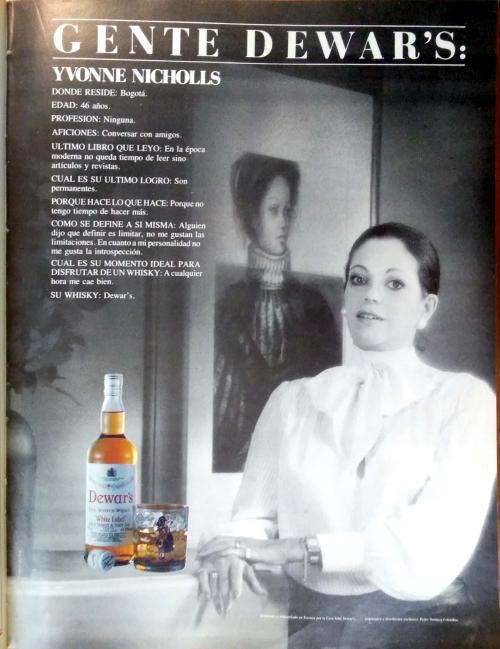 GENTE DEWAR'S:
YVONNE NICHOLLS
DONDE RESIDE: Bogotá.
EDAD: 46 años.
PROFESION: Ninguna.
AFICIONES: Conversar con amigos.
ULTIMO LIBRO QUE LEYO: En la época
moderna no queda tiempo de leer sino
artículos y revistas.
CUAL ES SU ULTIMO LOGRO: Son
permanentes.
PORQUE HACE LO QUE HACE: Porque no
tengo tiempo de hacer más.
COMO SE DEFINE A SI MISMA: Alguien
dijo que definir es limitar, no me gustan las
limitaciones. En cuanto a mi personalidad no
me gusta la introspección.
CUAL ES SU MOMENTO IDEAL PARA
DISFRUTAR DE UN WHISKY: A cualquier
hora me cae bien.
SU WHISKY: Dewar's.
Dewar's
White Label